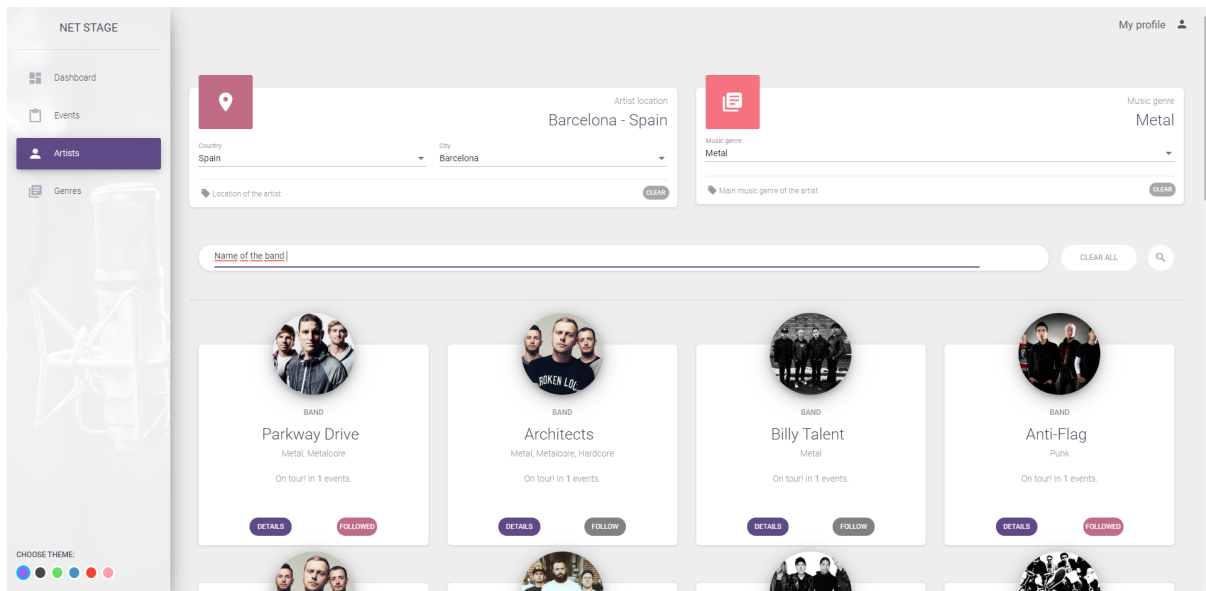 NET STAGE
My profile
Dashboard
Events
Artists
Genres
Artist location
Barcelona - Spain
Country
Spain
City
Barcelona
Location of the artist
CLEAR
Music genre
Metal
Music genre
Metal
Main music genre of the artist
CLEAR
Name of the band
CLEAR ALL
BAND
Parkway Drive
Metal, Metalcore
On tour! In 1 events.
DETAILS
FOLLOWED
BAND
Architects
Metal, Metalcore, Hardcore
On tour! In 1 events.
DETAILS
FOLLOW
BAND
Billy Talent
Metal
On tour! In 1 events.
DETAILS
FOLLOW
BAND
Anti-Flag
Punk
On tour! In 1 events.
DETAILS
FOLLOWED
CHOOSE THEME: